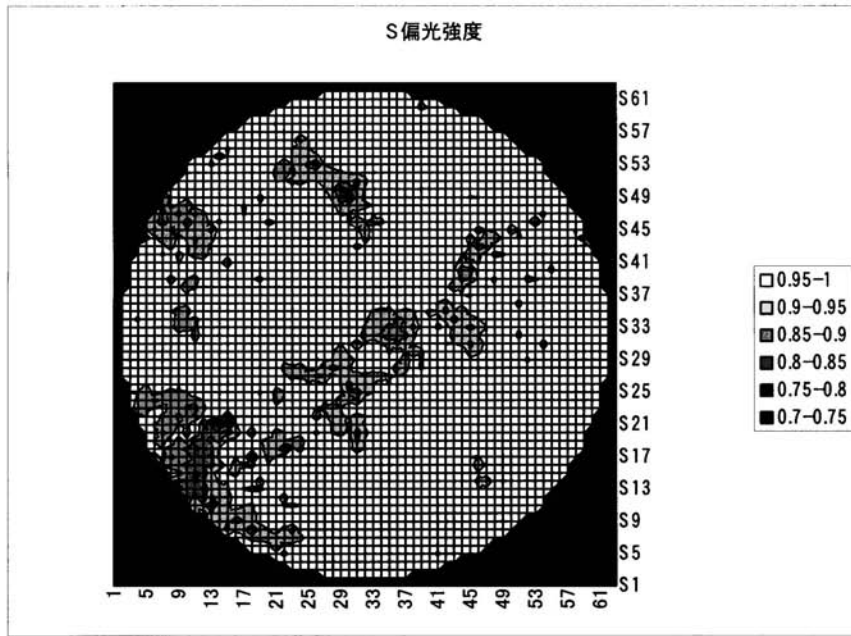 S偏光強度
S61
S57
S53
S49
S45
S41
S37
S33
S29
S25
S21
S17
S13
S9
S5
S1
1 5 9 13 17 21 25 29 33 37 41 45 49 53 57 61
0.95-1
0.9-0.95
0.85-0.9
0.8-0.85
0.75-0.8
0.7-0.75